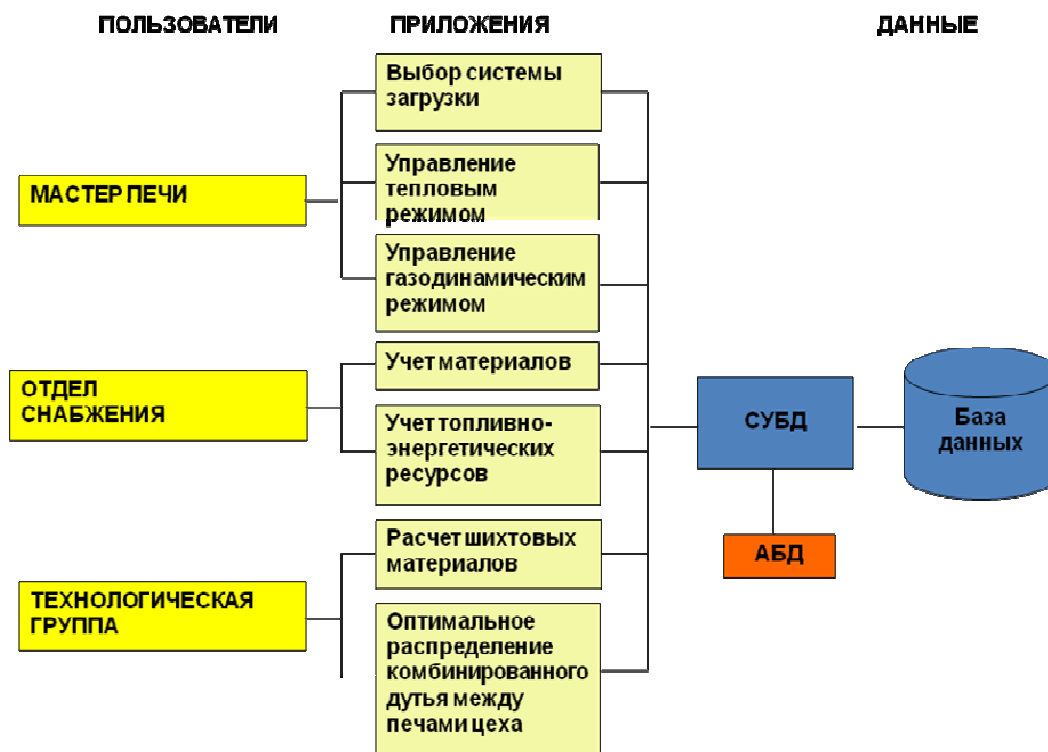 ПОЛЬЗОВАТЕЛИ ПРИЛОЖЕНИЯ ДАННЫЕ
Выбор системы
загрузки
МАСТЕР ПЕЧИ
Управление
тепловым
режимом
Управление
газодинамическим
режимом
ОТДЕЛ
СНАБЖЕНИЯ
Учет материалов
Учет топливно-
энергетических
ресурсов
СУБД
База
данных
АБД
ТЕХНОЛОГИЧЕСКАЯ
ГРУППА
Расчет шихтовых
материалов
Оптимальное
распределение
комбинированного
дутья между
печами цеха